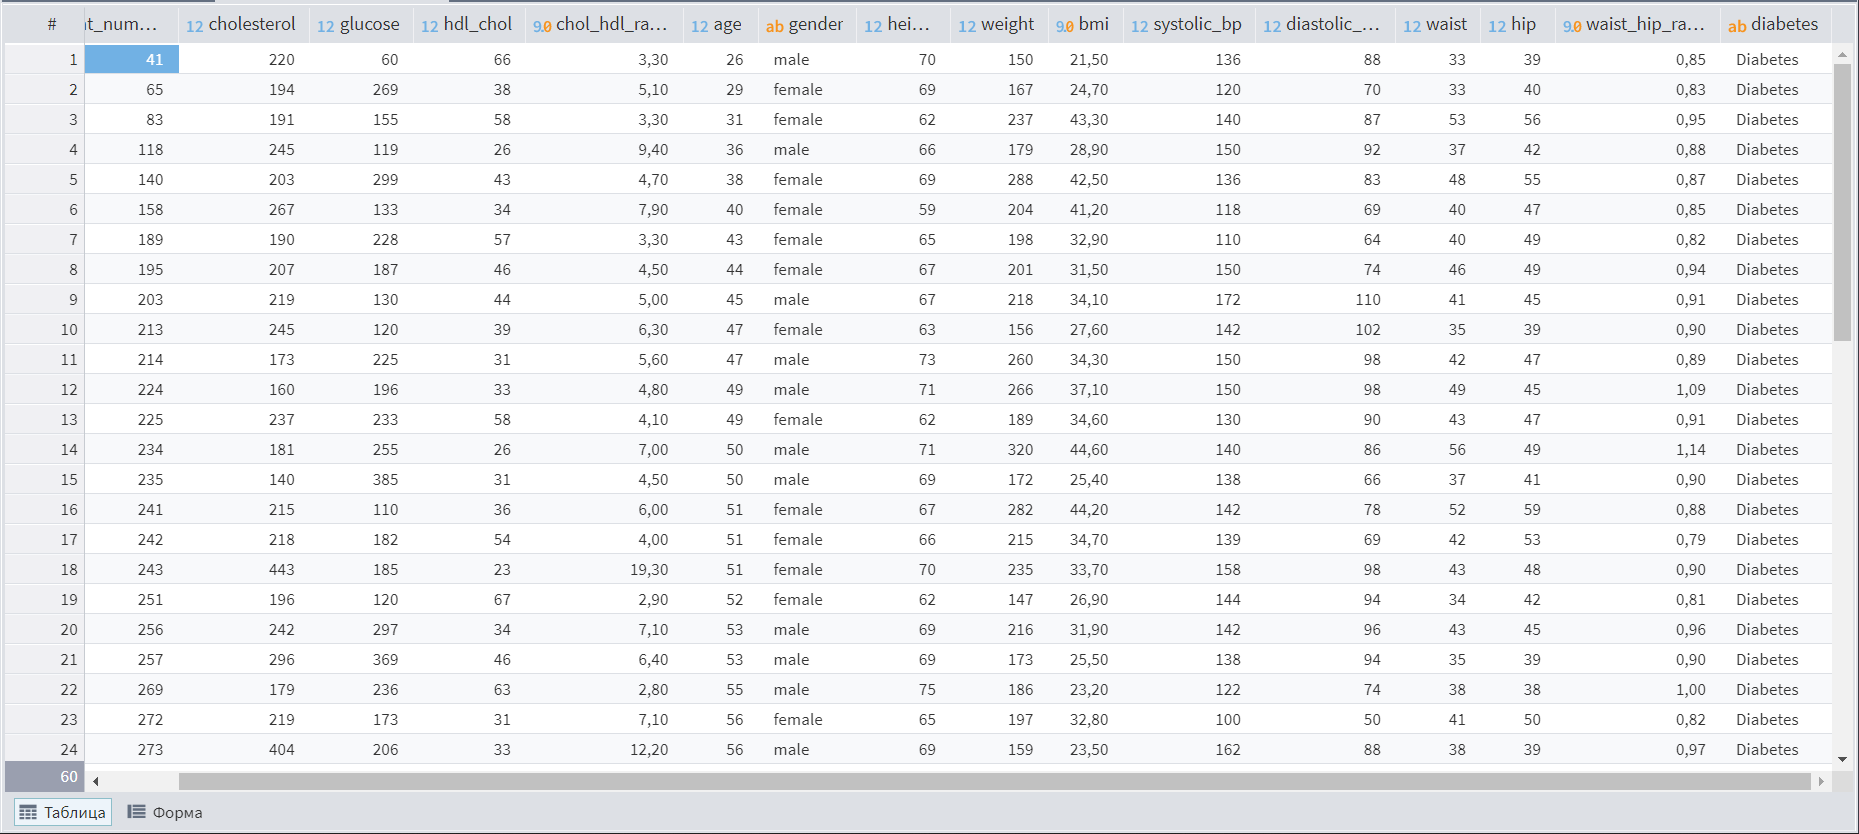 # t_num... 12 cholesterol 12 glucose 12 hdl_chol 9.0 chol_hdl_ra... 12 age ab gender 12 hei... 12 weight 9.0 bmi 12 systolic_bp 12 diastolic_... 12 waist 12 hip 9.0 waist_hip_ra... ab diabetes
1 41 220 60 66 3,30 26 male 70 150 21,50 136 88 33 39 0,85 Diabetes
2 65 194 269 38 5,10 29 female 69 167 24,70 120 70 33 40 0,83 Diabetes
3 83 191 155 58 3,30 31 female 62 237 43,30 140 87 53 56 0,95 Diabetes
4 118 245 119 26 9,40 36 male 66 179 28,90 150 92 37 42 0,88 Diabetes
5 140 203 299 43 4,70 38 female 69 288 42,50 136 83 48 55 0,87 Diabetes
6 158 267 133 34 7,90 40 female 59 204 41,20 118 69 40 47 0,85 Diabetes
7 189 190 228 57 3,30 43 female 65 198 32,90 110 64 40 49 0,82 Diabetes
8 195 207 187 46 4,50 44 female 67 201 31,50 150 74 46 49 0,94 Diabetes
9 203 219 130 44 5,00 45 male 67 218 34,10 172 110 41 45 0,91 Diabetes
10 213 245 120 39 6,30 47 female 63 156 27,60 142 102 35 39 0,90 Diabetes
11 214 173 225 31 5,60 47 male 73 260 34,30 150 98 42 47 0,89 Diabetes
12 224 160 196 33 4,80 49 male 71 266 37,10 150 98 49 45 1,09 Diabetes
13 225 237 233 58 4,10 49 female 62 189 34,60 130 90 43 47 0,91 Diabetes
14 234 181 255 26 7,00 50 male 71 320 44,60 140 86 56 49 1,14 Diabetes
15 235 140 385 31 4,50 50 male 69 172 25,40 138 66 37 41 0,90 Diabetes
16 241 215 110 36 6,00 51 female 67 282 44,20 142 78 52 59 0,88 Diabetes
17 242 218 182 54 4,00 51 female 66 215 34,70 139 69 42 53 0,79 Diabetes
18 243 443 185 23 19,30 51 female 70 235 33,70 158 98 43 48 0,90 Diabetes
19 251 196 120 67 2,90 52 female 62 147 26,90 144 94 34 42 0,81 Diabetes
20 256 242 297 34 7,10 53 male 69 216 31,90 142 96 43 45 0,96 Diabetes
21 257 296 369 46 6,40 53 male 69 173 25,50 138 94 35 39 0,90 Diabetes
22 269 179 236 63 2,80 55 male 75 186 23,20 122 74 38 38 1,00 Diabetes
23 272 219 173 31 7,10 56 female 65 197 32,80 100 50 41 50 0,82 Diabetes
24 273 404 206 33 12,20 56 male 69 159 23,50 162 88 38 39 0,97 Diabetes
60
Таблица Форма